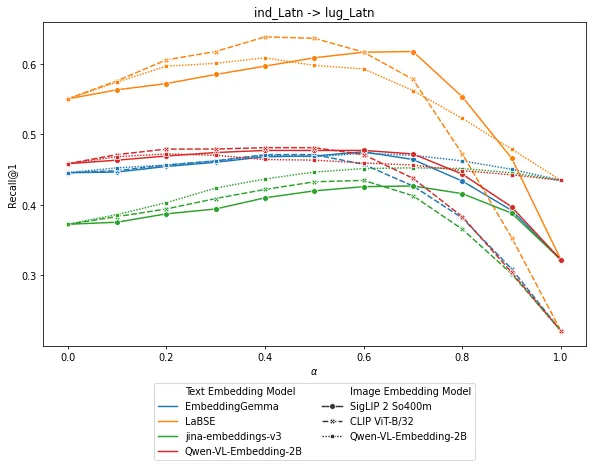 ind_Latn -> lug_Latn
Recall@1
0.6
0.5
0.4
0.3
0.0 0.2 0.4 0.6 0.8 1.0
α
Text Embedding Model Image Embedding Model
EmbeddingGemma SigLIP 2 So400m
LaBSE CLIP ViT-B/32
jina-embeddings-v3 Qwen-VL-Embedding-2B
Qwen-VL-Embedding-2B